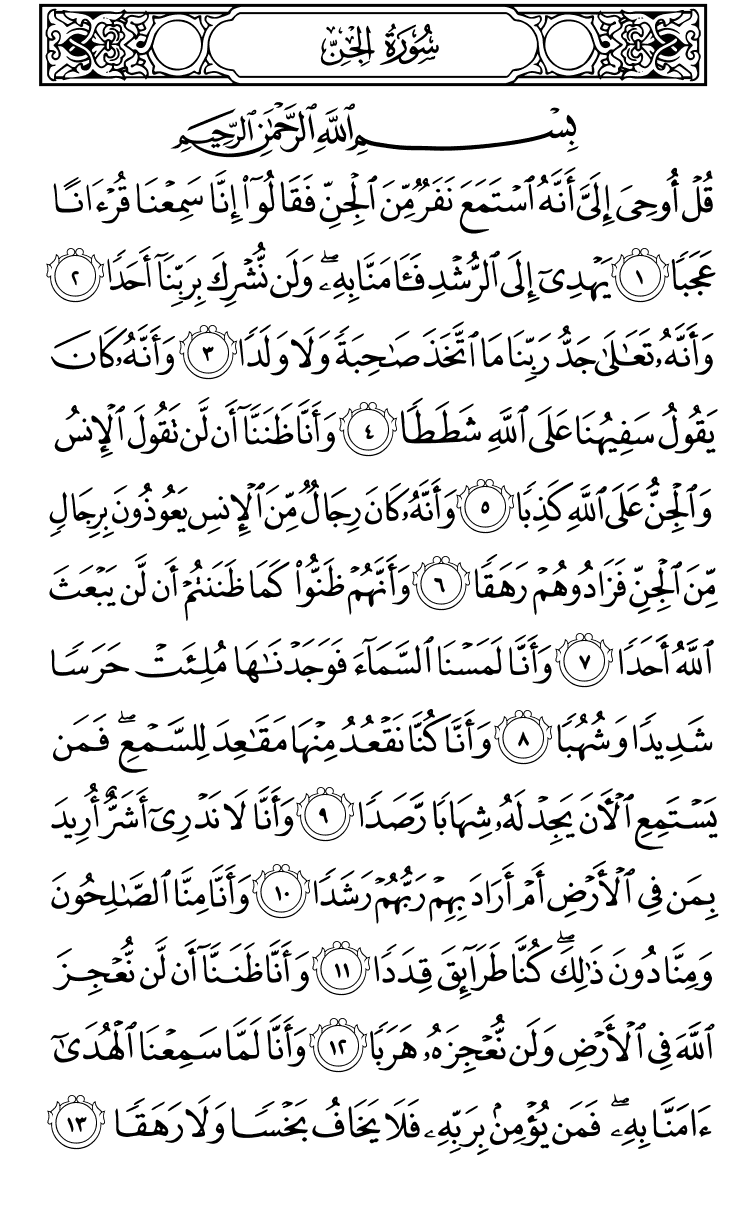 سُورَةُ الجِنِّ
بِسْمِ ٱللَّهِ ٱلرَّحْمَٰنِ ٱلرَّحِيمِ
قُلْ أُوحِىَ إِلَىَّ أَنَّهُ ٱسْتَمَعَ نَفَرٌ مِّنَ ٱلْجِنِّ فَقَالُوٓا۟ إِنَّا سَمِعْنَا قُرْءَانًا
عَجَبًا ١ يَهْدِىٓ إِلَى ٱلرُّشْدِ فَـَٔامَنَّا بِهِۦ ۖ وَلَن نُّشْرِكَ بِرَبِّنَآ أَحَدًا ٢
وَأَنَّهُۥ تَعَٰلَىٰ جَدُّ رَبِّنَا مَا ٱتَّخَذَ صَٰحِبَةً وَلَا وَلَدًا ٣ وَأَنَّهُۥ كَانَ
يَقُولُ سَفِيهُنَا عَلَى ٱللَّهِ شَطَطًا ٤ وَأَنَّا ظَنَنَّآ أَن لَّن تَقُولَ ٱلْإِنسُ
وَٱلْجِنُّ عَلَى ٱللَّهِ كَذِبًا ٥ وَأَنَّهُۥ كَانَ رِجَالٌ مِّنَ ٱلْإِنسِ يَعُوذُونَ بِرِجَالٍ
مِّنَ ٱلْجِنِّ فَزَادُوهُمْ رَهَقًا ٦ وَأَنَّهُمْ ظَنُّوا۟ كَمَا ظَنَنتُمْ أَن لَّن يَبْعَثَ
ٱللَّهُ أَحَدًا ٧ وَأَنَّا لَمَسْنَا ٱلسَّمَآءَ فَوَجَدْنَٰهَا مُلِئَتْ حَرَسًا
شَدِيدًا وَشُهُبًا ٨ وَأَنَّا كُنَّا نَقْعُدُ مِنْهَا مَقَٰعِدَ لِلسَّمْعِ ۖ فَمَن
يَسْتَمِعِ ٱلْـَٔانَ يَجِدْ لَهُۥ شِهَابًا رَّصَدًا ٩ وَأَنَّا لَا نَدْرِىٓ أَشَرٌّ أُرِيدَ
بِمَن فِى ٱلْأَرْضِ أَمْ أَرَادَ بِهِمْ رَبُّهُمْ رَشَدًا ١٠ وَأَنَّا مِنَّا ٱلصَّٰلِحُونَ
وَمِنَّا دُونَ ذَٰلِكَ ۖ كُنَّا طَرَآئِقَ قِدَدًا ١١ وَأَنَّا ظَنَنَّآ أَن لَّن نُّعْجِزَ
ٱللَّهَ فِى ٱلْأَرْضِ وَلَن نُّعْجِزَهُۥ هَرَبًا ١٢ وَأَنَّا لَمَّا سَمِعْنَا ٱلْهُدَىٰٓ
ءَامَنَّا بِهِۦ ۖ فَمَن يُؤْمِنۢ بِرَبِّهِۦ فَلَا يَخَافُ بَخْسًا وَلَا رَهَقًا ١٣